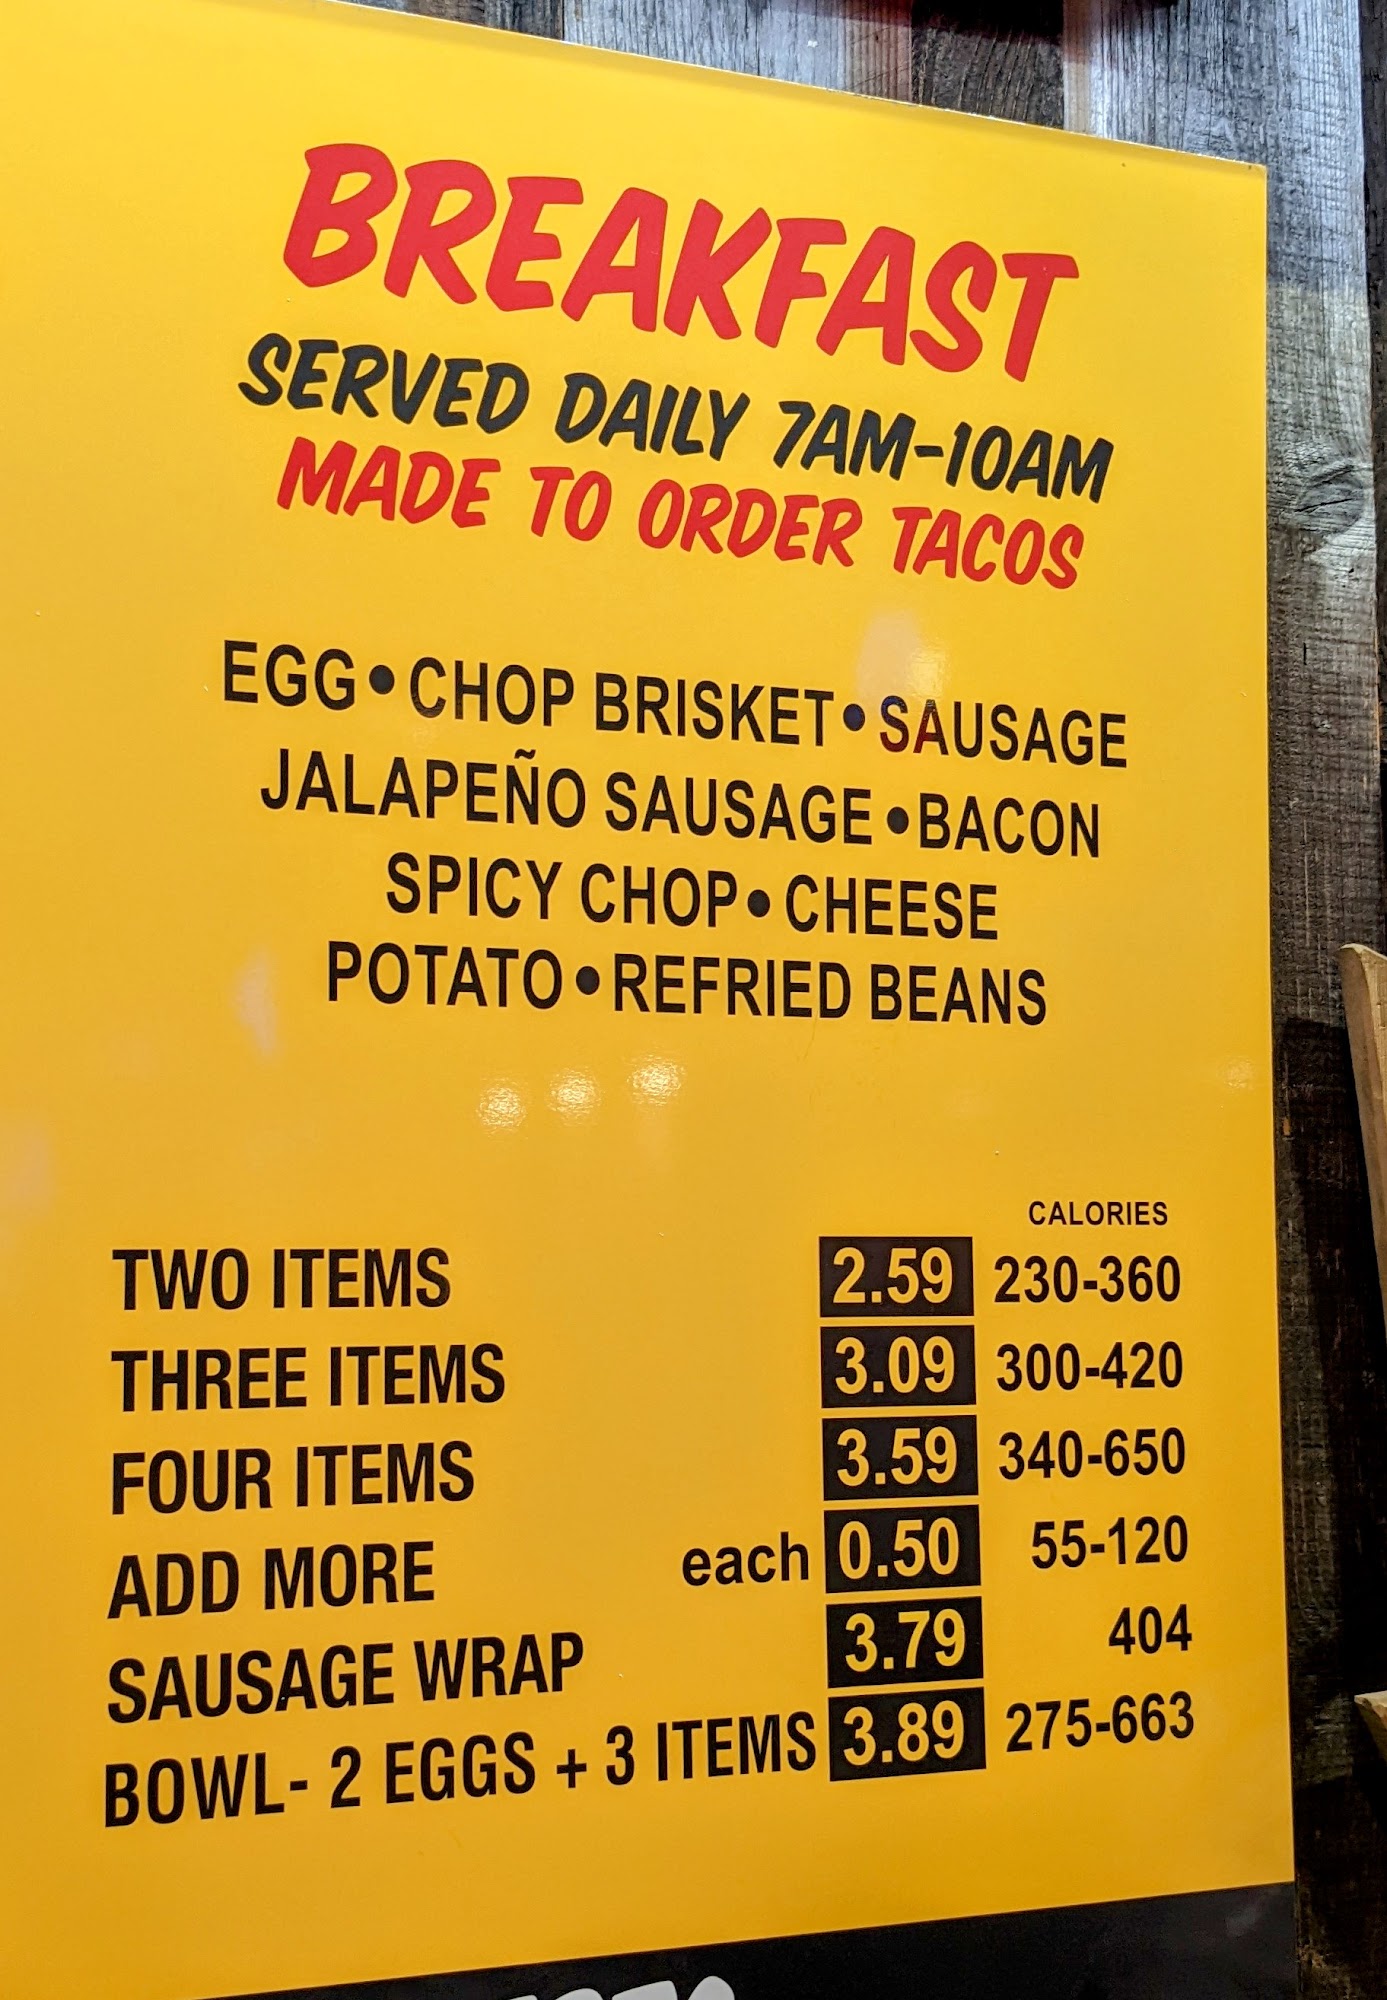 BREAKFAST
SERVED DAILY 7AM-10AM
MADE TO ORDER TACOS
EGG • CHOP BRISKET • SAUSAGE
JALAPEÑO SAUSAGE • BACON
SPICY CHOP • CHEESE
POTATO • REFRIED BEANS
CALORIES
TWO ITEMS 2.59 230-360
THREE ITEMS 3.09 300-420
FOUR ITEMS 3.59 340-650
ADD MORE each 0.50 55-120
SAUSAGE WRAP 3.79 404
BOWL- 2 EGGS + 3 ITEMS 3.89 275-663